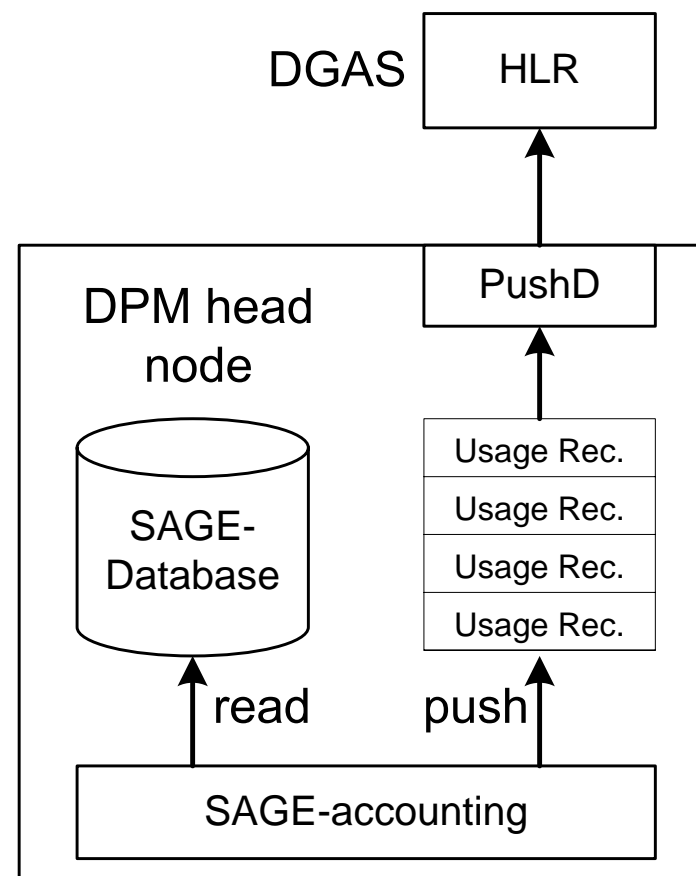 DGAS
HLR
PushD
DPM head
node
SAGE-
Database
Usage Rec.
Usage Rec.
Usage Rec.
Usage Rec.
read
push
SAGE-accounting